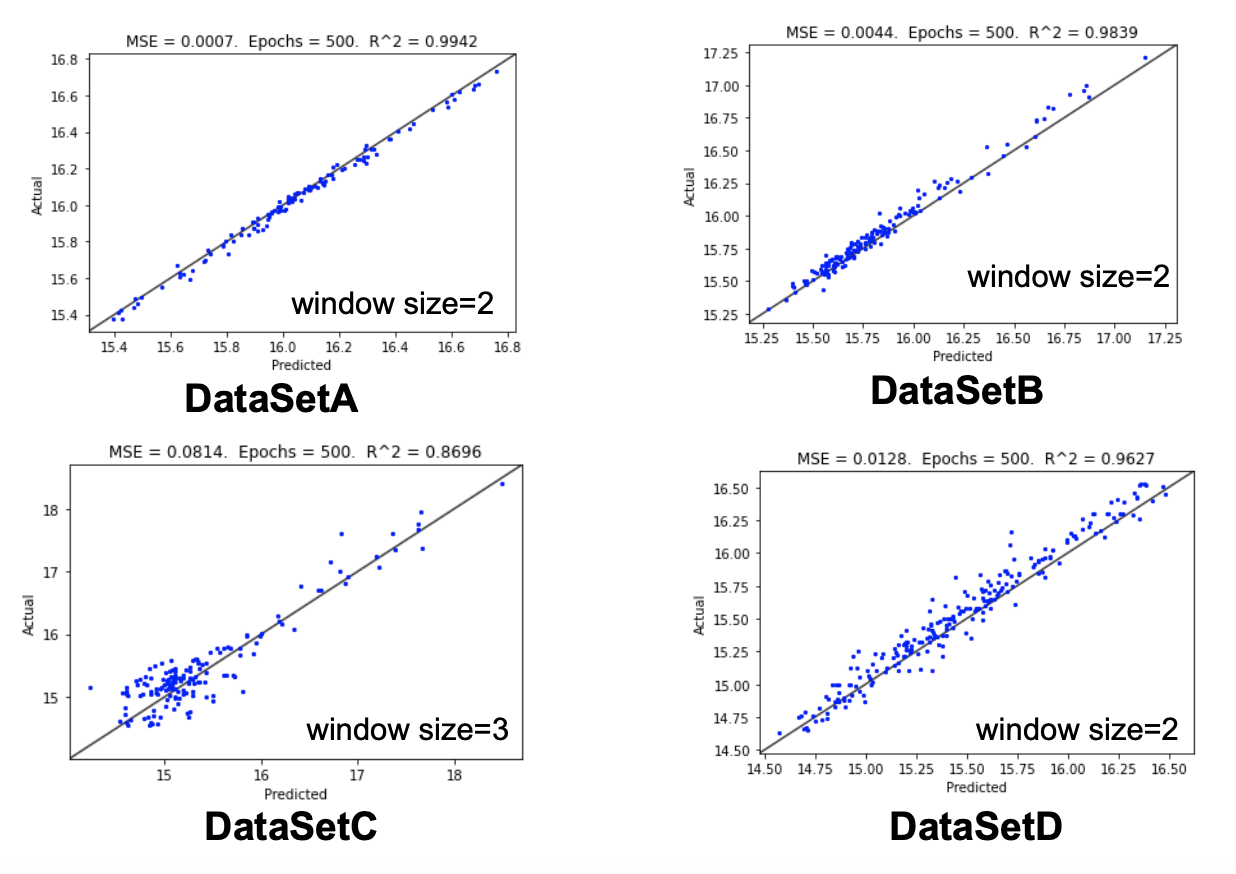 MSE = 0.0007.  Epochs = 500.  R^2 = 0.9942
16.8
16.6
16.4
16.2
16.0
15.8
15.6
15.4
Actual
window size=2
15.4 15.6 15.8 16.0 16.2 16.4 16.6 16.8
Predicted
DataSetA
MSE = 0.0044.  Epochs = 500.  R^2 = 0.9839
17.25
17.00
16.75
16.50
16.25
16.00
15.75
15.50
15.25
Actual
window size=2
15.25 15.50 15.75 16.00 16.25 16.50 16.75 17.00 17.25
Predicted
DataSetB
MSE = 0.0814.  Epochs = 500.  R^2 = 0.8696
18
17
16
15
Actual
window size=3
15 16 17 18
Predicted
DataSetC
MSE = 0.0128.  Epochs = 500.  R^2 = 0.9627
16.50
16.25
16.00
15.75
15.50
15.25
15.00
14.75
14.50
Actual
window size=2
14.50 14.75 15.00 15.25 15.50 15.75 16.00 16.25 16.50
Predicted
DataSetD